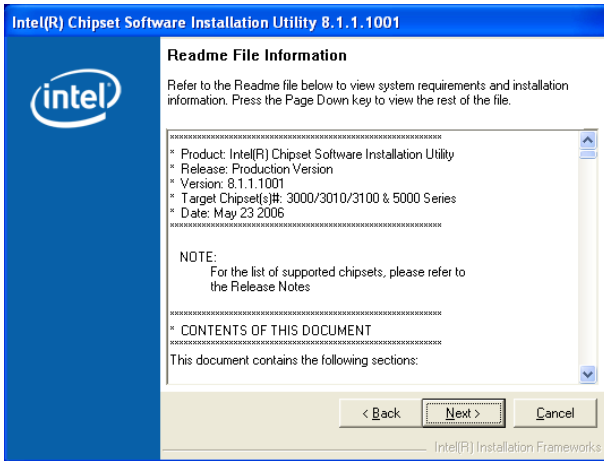 Intel(R) Chipset Software Installation Utility 8.1.1.1001
Readme File Information
Refer to the Readme file below to view system requirements and installation
information. Press the Page Down key to view the rest of the file.
intel
************************************************************
* Product: Intel(R) Chipset Software Installation Utility
* Release: Production Version
* Version: 8.1.1.1001
* Target Chipset(s)#: 3000/3010/3100 & 5000 Series
* Date: May 23 2006
************************************************************
NOTE:
For the list of supported chipsets, please refer to
the Release Notes
************************************************************
* CONTENTS OF THIS DOCUMENT
************************************************************
This document contains the following sections:
< Back
Next >
Cancel
Intel(R) Installation Frameworks